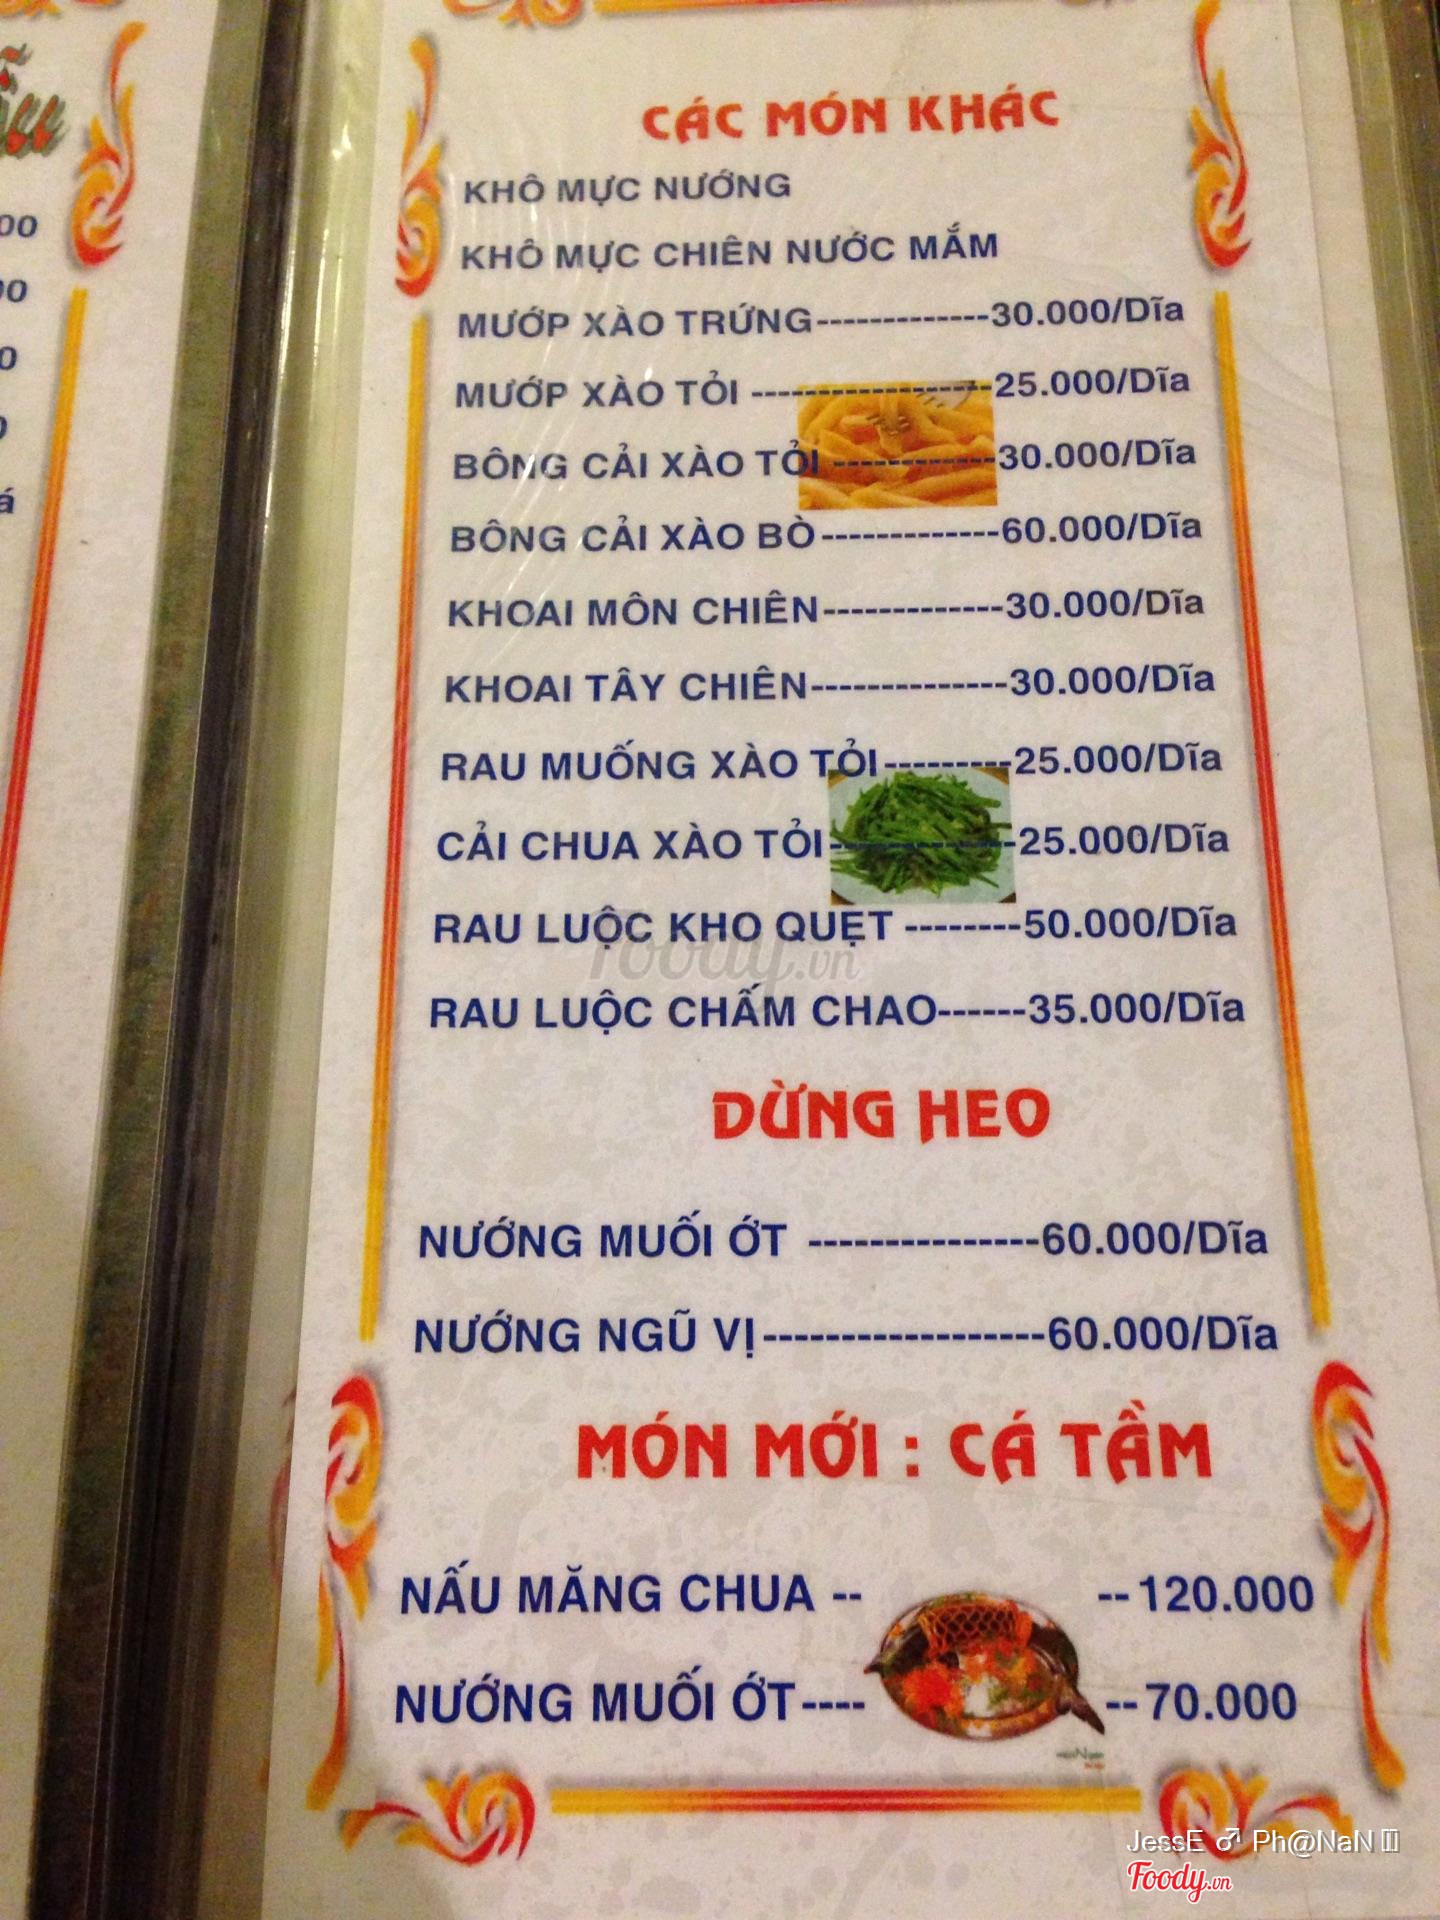 CÁC MÓN KHÁC
KHÔ MỰC NƯỚNG
KHÔ MỰC CHIÊN NƯỚC MẮM
MƯỚP XÀO TRỨNG-------------30.000/Dĩa
MƯỚP XÀO TỎI ------------------25.000/Dĩa
BÔNG CẢI XÀO TỎI ------------30.000/Dĩa
BÔNG CẢI XÀO BÒ-------------60.000/Dĩa
KHOAI MÔN CHIÊN-------------30.000/Dĩa
KHOAI TÂY CHIÊN--------------30.000/Dĩa
RAU MUỐNG XÀO TỎI---------25.000/Dĩa
CẢI CHUA XÀO TỎI-------------25.000/Dĩa
RAU LUỘC KHO QUẸT --------50.000/Dĩa
RAU LUỘC CHẤM CHAO------35.000/Dĩa
DỪNG HEO
NƯỚNG MUỐI ỚT ---------------60.000/Dĩa
NƯỚNG NGŨ VỊ------------------60.000/Dĩa
MÓN MỚI : CÁ TẦM
NẤU MĂNG CHUA -- --120.000
NƯỚNG MUỐI ỚT---- --70.000
Foody.vn
JessE ♂ Ph@NaN
Foody.vn